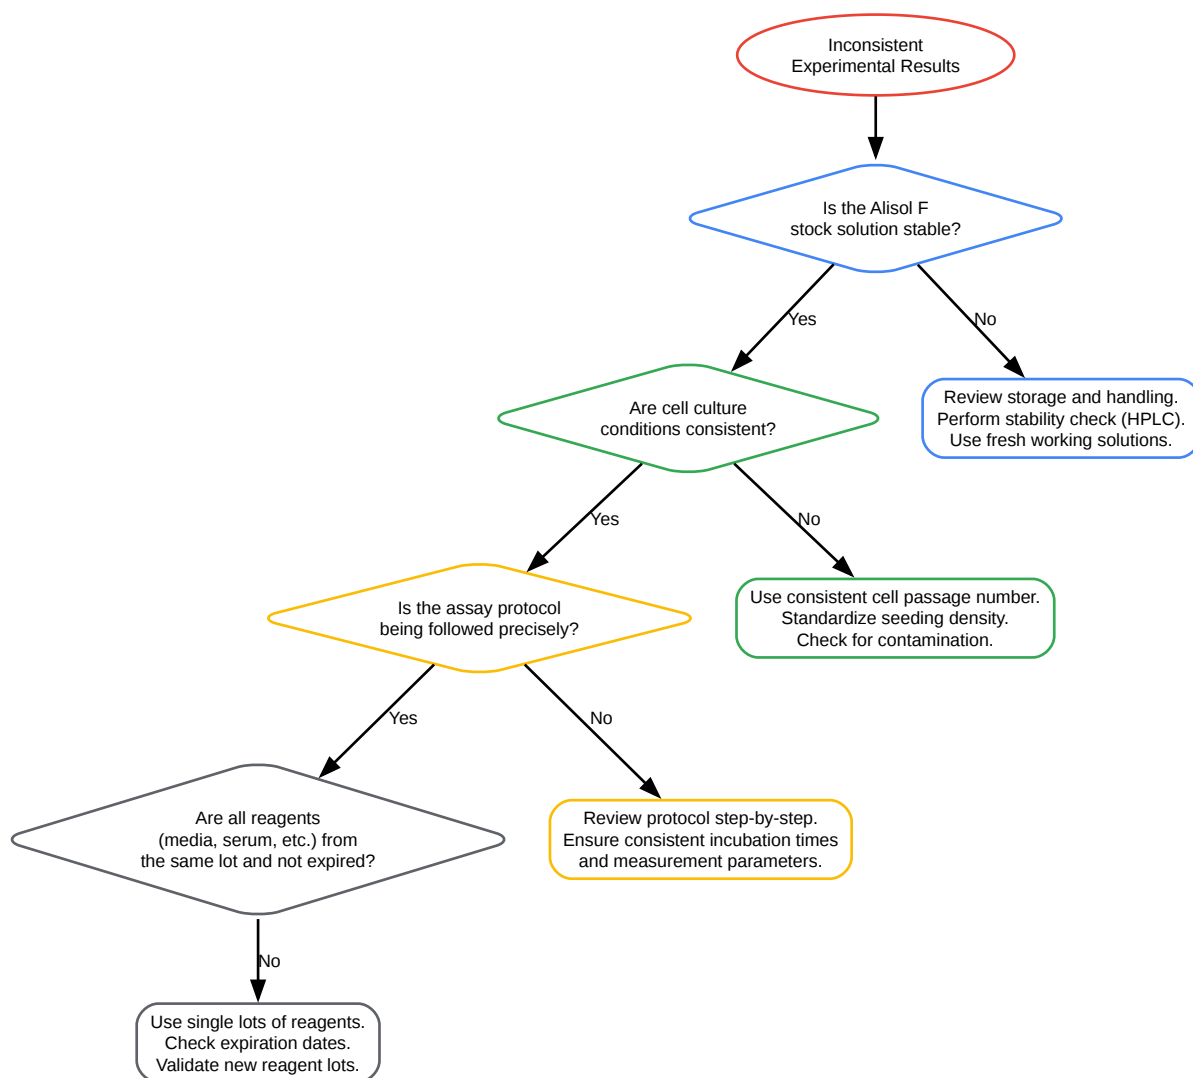 Inconsistent
Experimental Results
Is the Alisol F
stock solution stable?
Yes
No
Review storage and handling.
Perform stability check (HPLC).
Use fresh working solutions.
Are cell culture
conditions consistent?
Yes
No
Use consistent cell passage number.
Standardize seeding density.
Check for contamination.
Is the assay protocol
being followed precisely?
Yes
No
Review protocol step-by-step.
Ensure consistent incubation times
and measurement parameters.
Are all reagents
(media, serum, etc.) from
the same lot and not expired?
No
Use single lots of reagents.
Check expiration dates.
Validate new reagent lots.